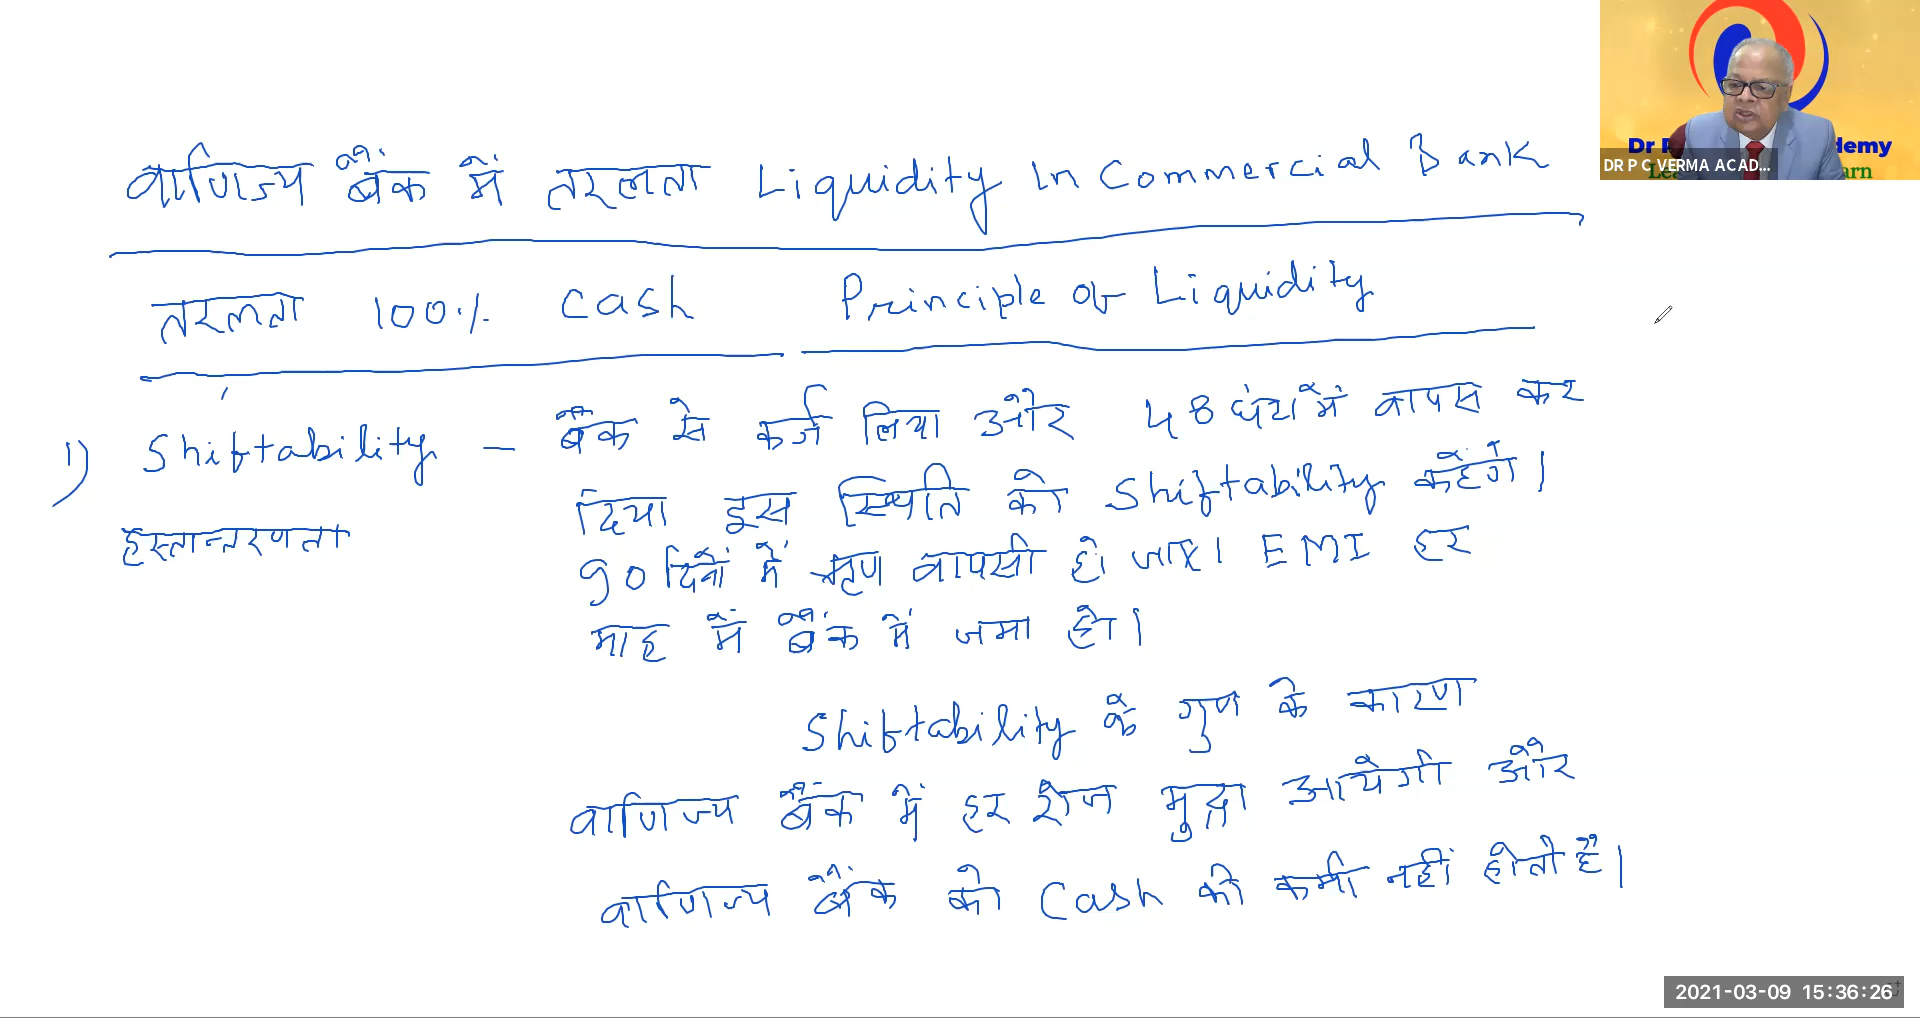 वाणिज्य बैंक में तरलता Liquidity In Commercial Bank
तरलता 100% Cash Principle of Liquidity
1) Shiftability - बैंक से कर्ज लिया और 48 घंटों में वापस कर
हस्तान्तरणता
दिया इस स्थिति को Shiftability कहेंगे।
90 दिनों में ऋण वापसी हो जाए। EMI हर
माह में बैंक में जमा हो।
Shiftability के गुण के कारण
वाणिज्य बैंक में हर रोज मुद्रा आयेगी और
वाणिज्य बैंक को Cash की कमी नहीं होती है।
DR P C VERMA ACAD...
2021-03-09 15:36:26